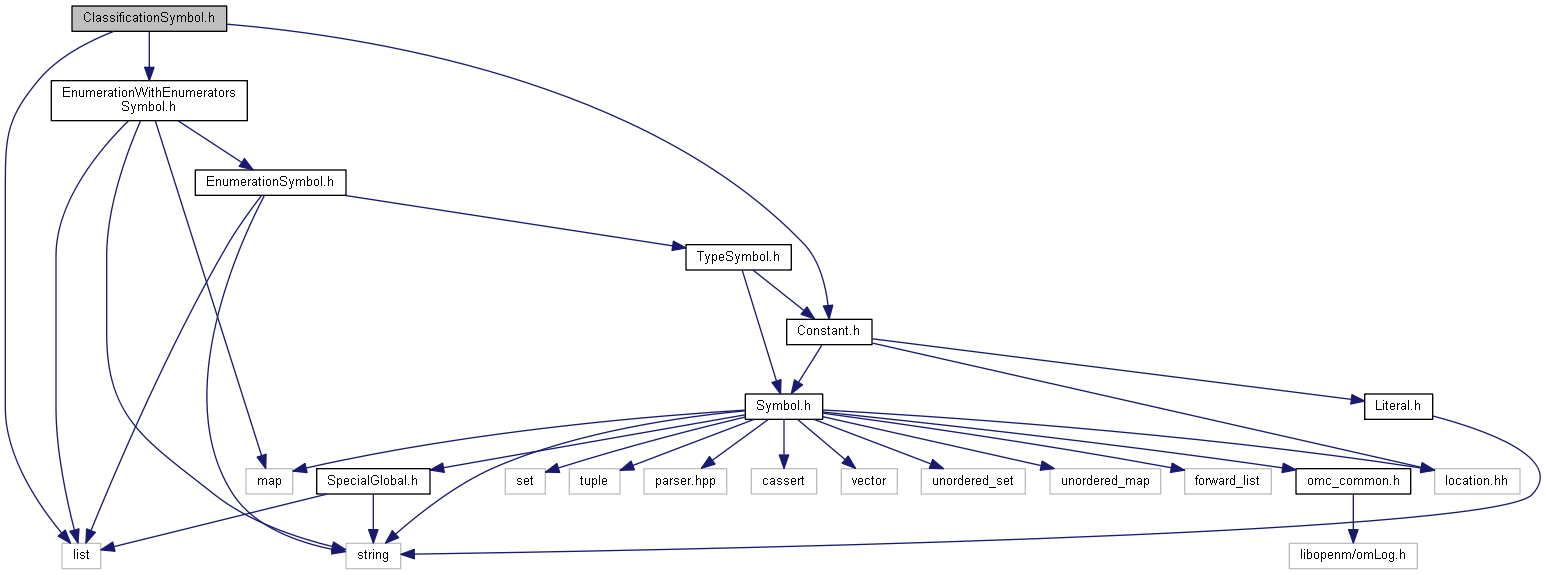 ClassificationSymbol.h
EnumerationWithEnumerators
Symbol.h
EnumerationSymbol.h
TypeSymbol.h
Constant.h
Symbol.h
Literal.h
map
SpecialGlobal.h
set
tuple
parser.hpp
cassert
vector
unordered_set
unordered_map
forward_list
omc_common.h
location.hh
list
string
libopenm/omLog.h